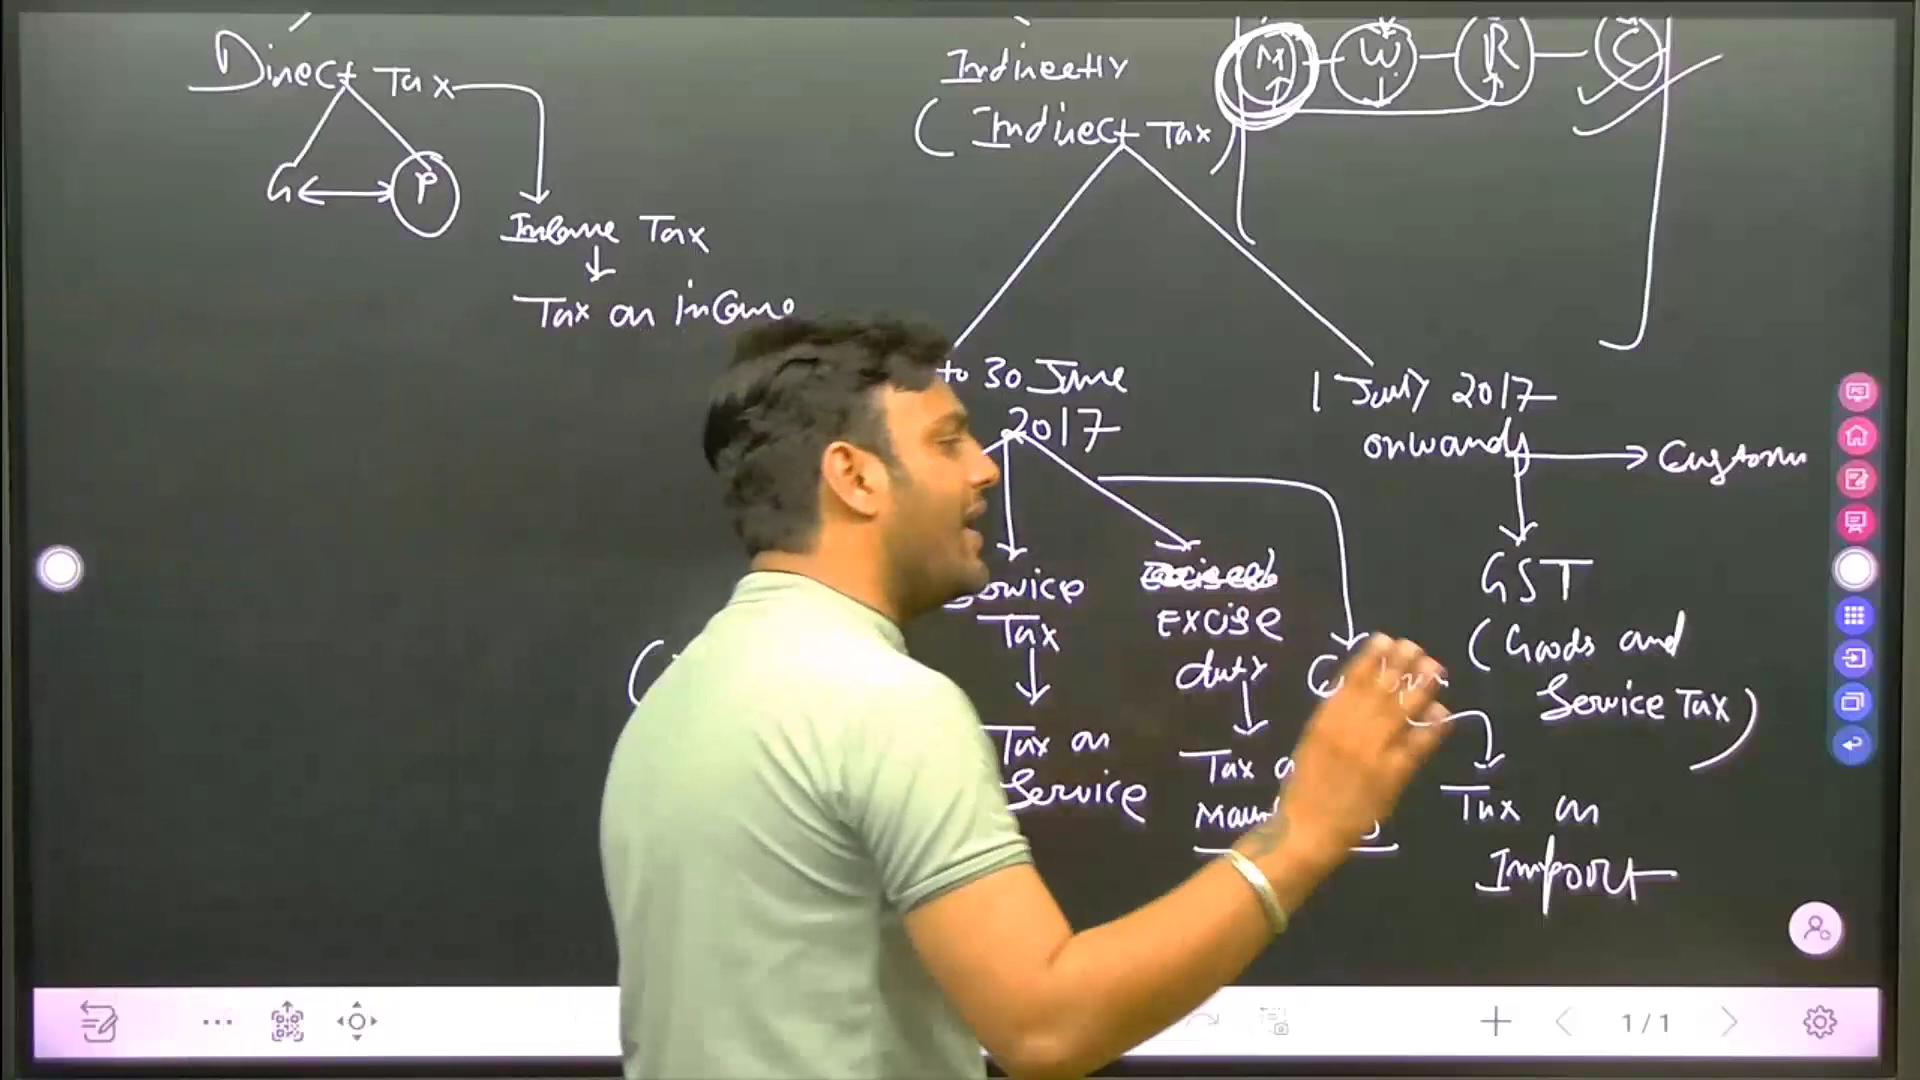 Direct Tax
G
P
Income Tax
Tax on income
Indirectly
(Indirect Tax)
M
W
R
C
to 30 June
2017
Service
Tax
Tax on
Service
Excise
duty
Tax
Tax on
Import
1 July 2017
onwards
Custom
GST
(Goods and
Service Tax)
1/1